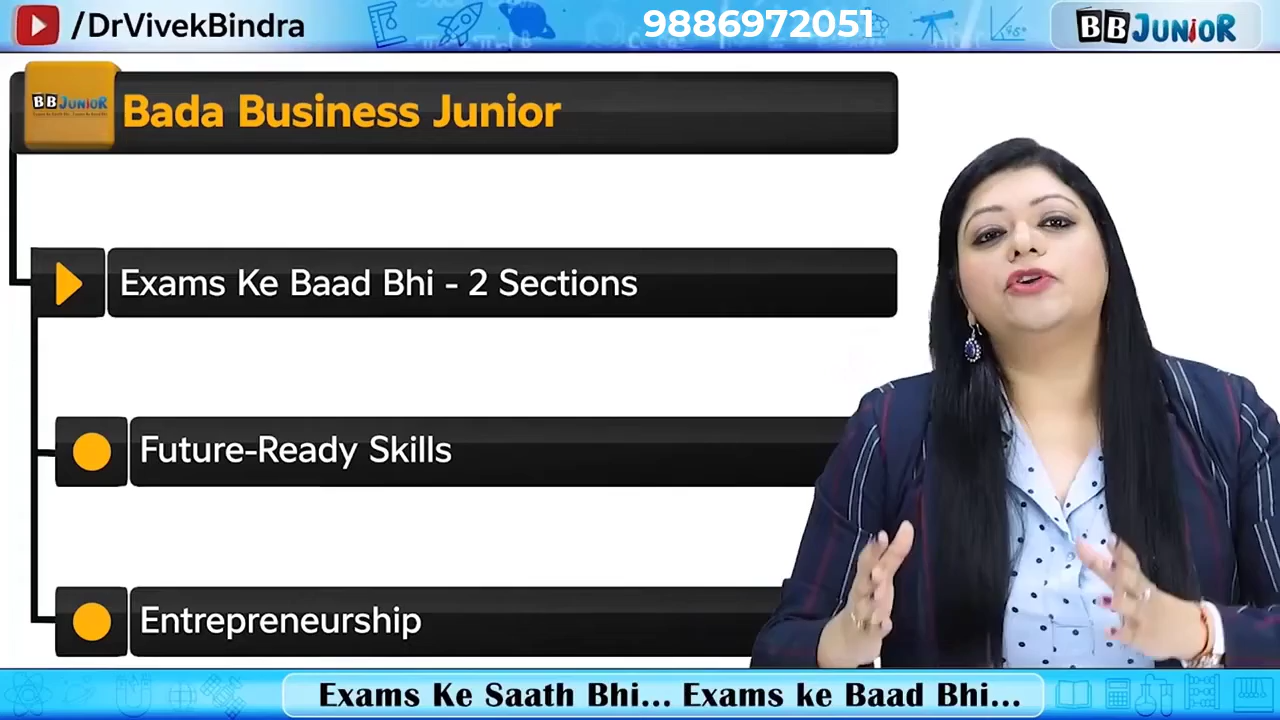 /DrVivekBindra
9886972051
BB JUNIOR
BB JUNIOR
Bada Business Junior
Exams Ke Baad Bhi - 2 Sections
Future-Ready Skills
Entrepreneurship
Exams Ke Saath Bhi... Exams ke Baad Bhi...